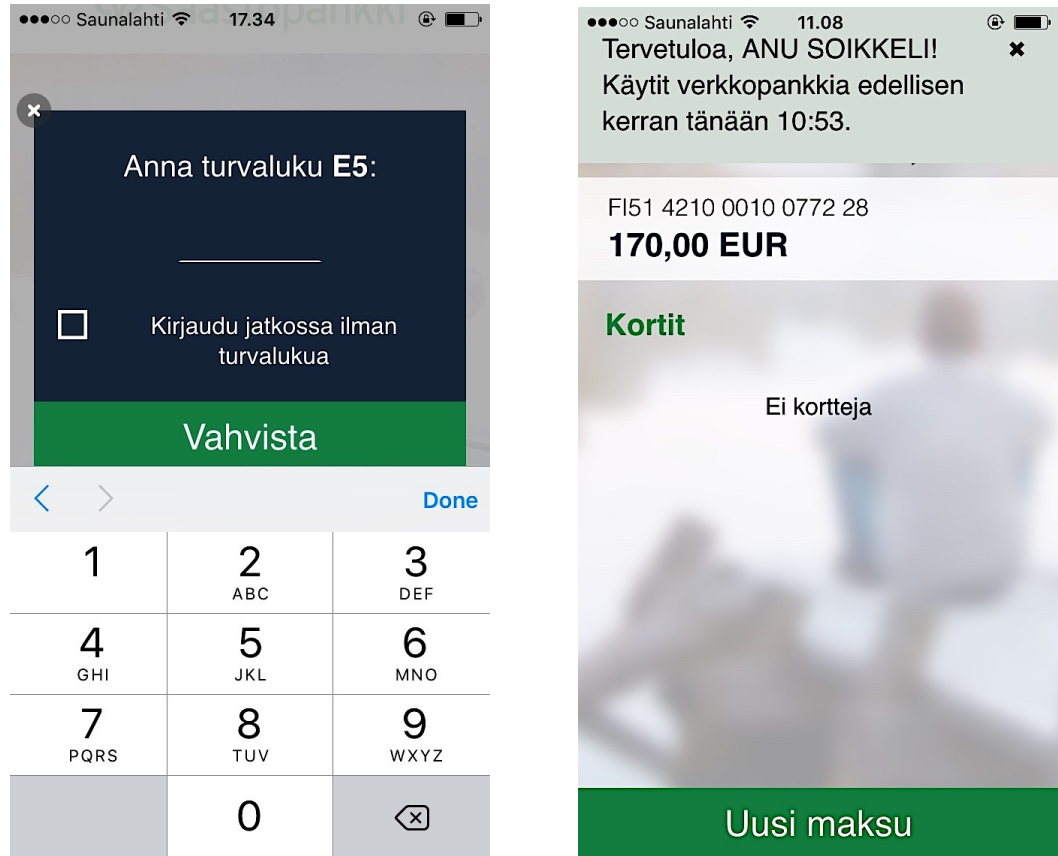 Saunalahti 17.34
säästöpankki
Anna turvaluku E5:
Kirjaudu jatkossa ilman
turvalukua
Vahvista
Done
1
2
ABC
3
DEF
4
GHI
5
JKL
6
MNO
7
PQRS
8
TUV
9
WXYZ
0
Saunalahti 11.08
Tervetuloa, ANU SOIKKELI!
Käytit verkkopankkia edellisen
kerran tänään 10:53.
FI51 4210 0010 0772 28
170,00 EUR
Kortit
Ei kortteja
Uusi maksu